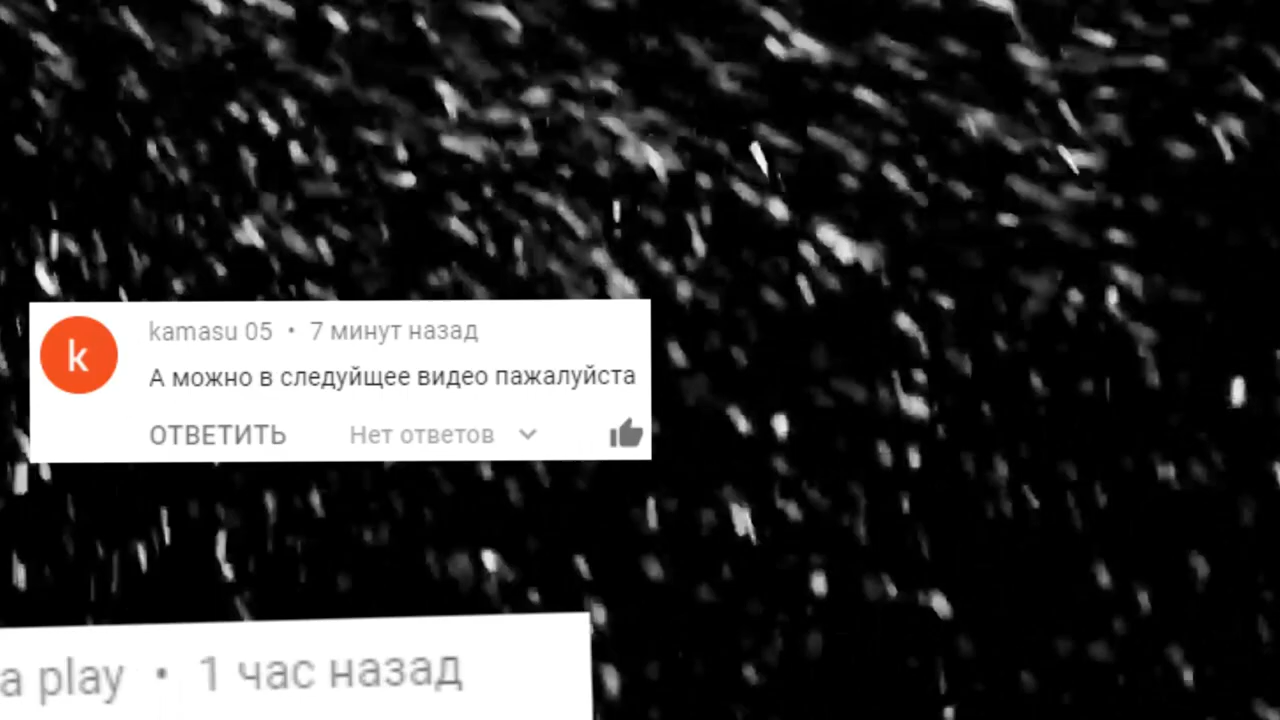 k
kamasu 05 • 7 минут назад
А можно в следуйщее видео пажалуйста
ОТВЕТИТЬ Нет ответов
a play • 1 час назад